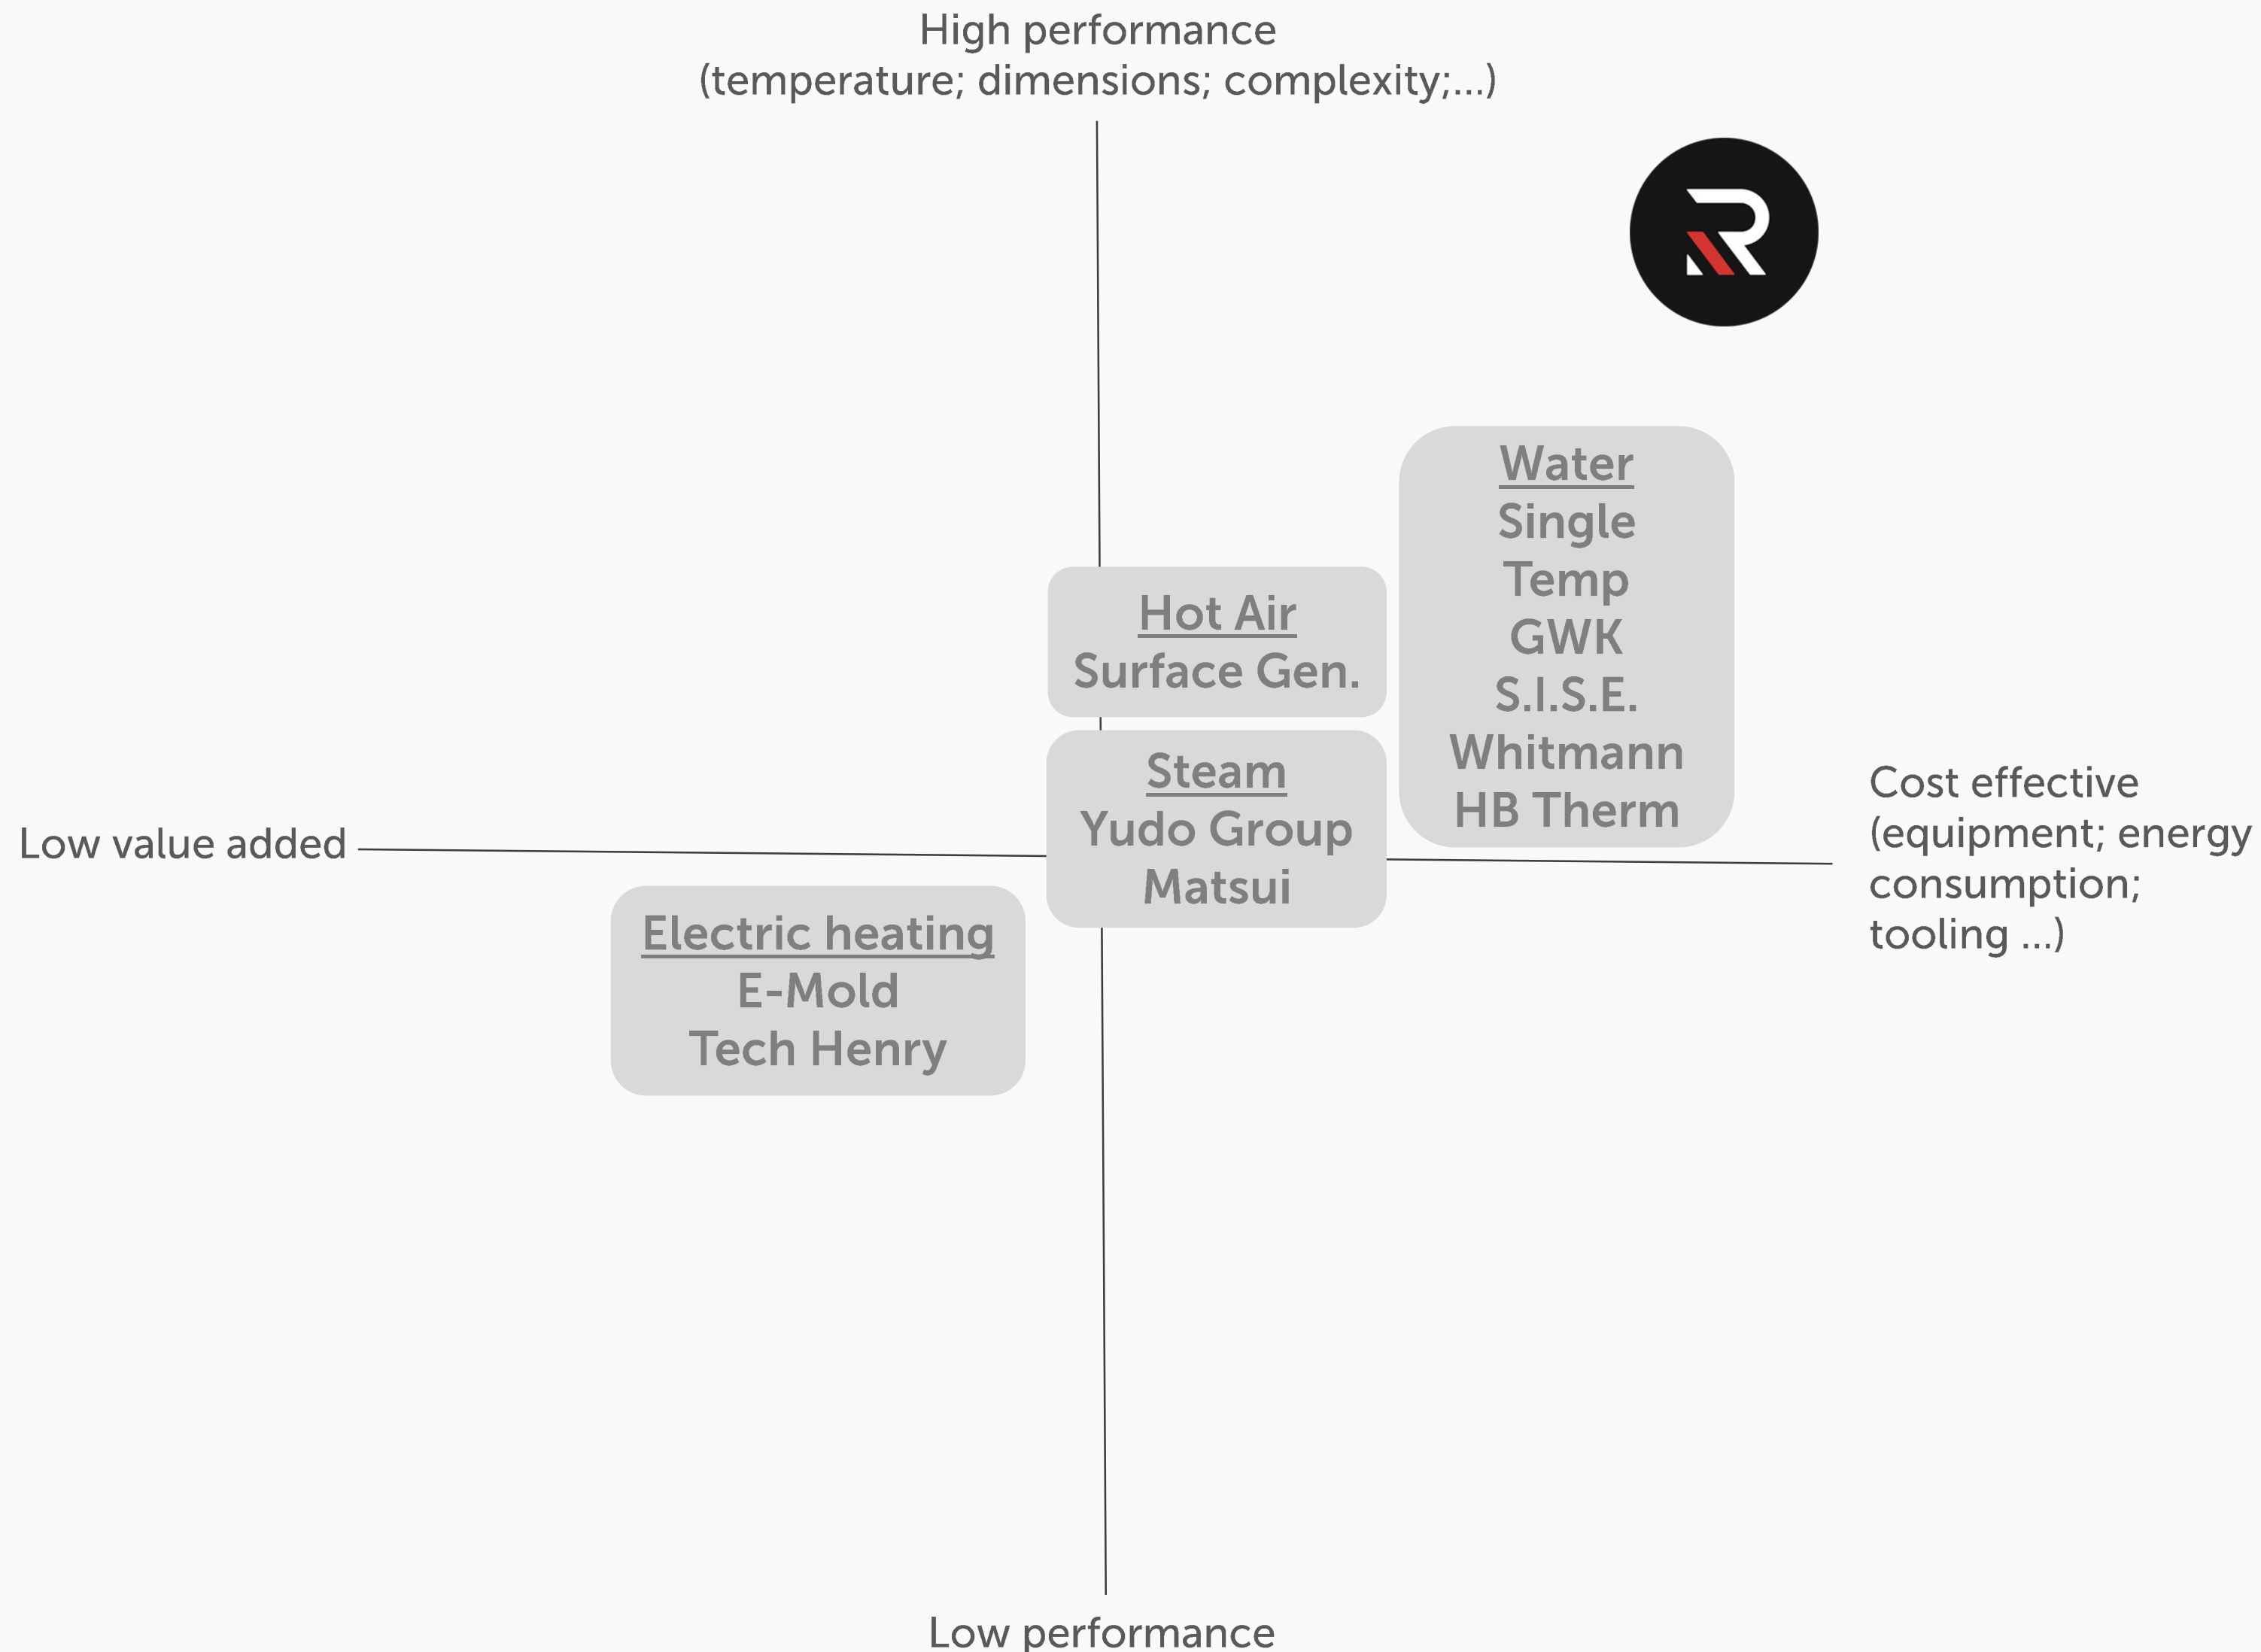 High performance
(temperature; dimensions; complexity;...)
Water
Single
Temp
GWK
S.I.S.E.
Whitmann
HB Therm
Hot Air
Surface Gen.
Steam
Yudo Group
Matsui
Low value added
Cost effective
(equipment; energy
consumption;
tooling ...)
Electric heating
E-Mold
Tech Henry
Low performance